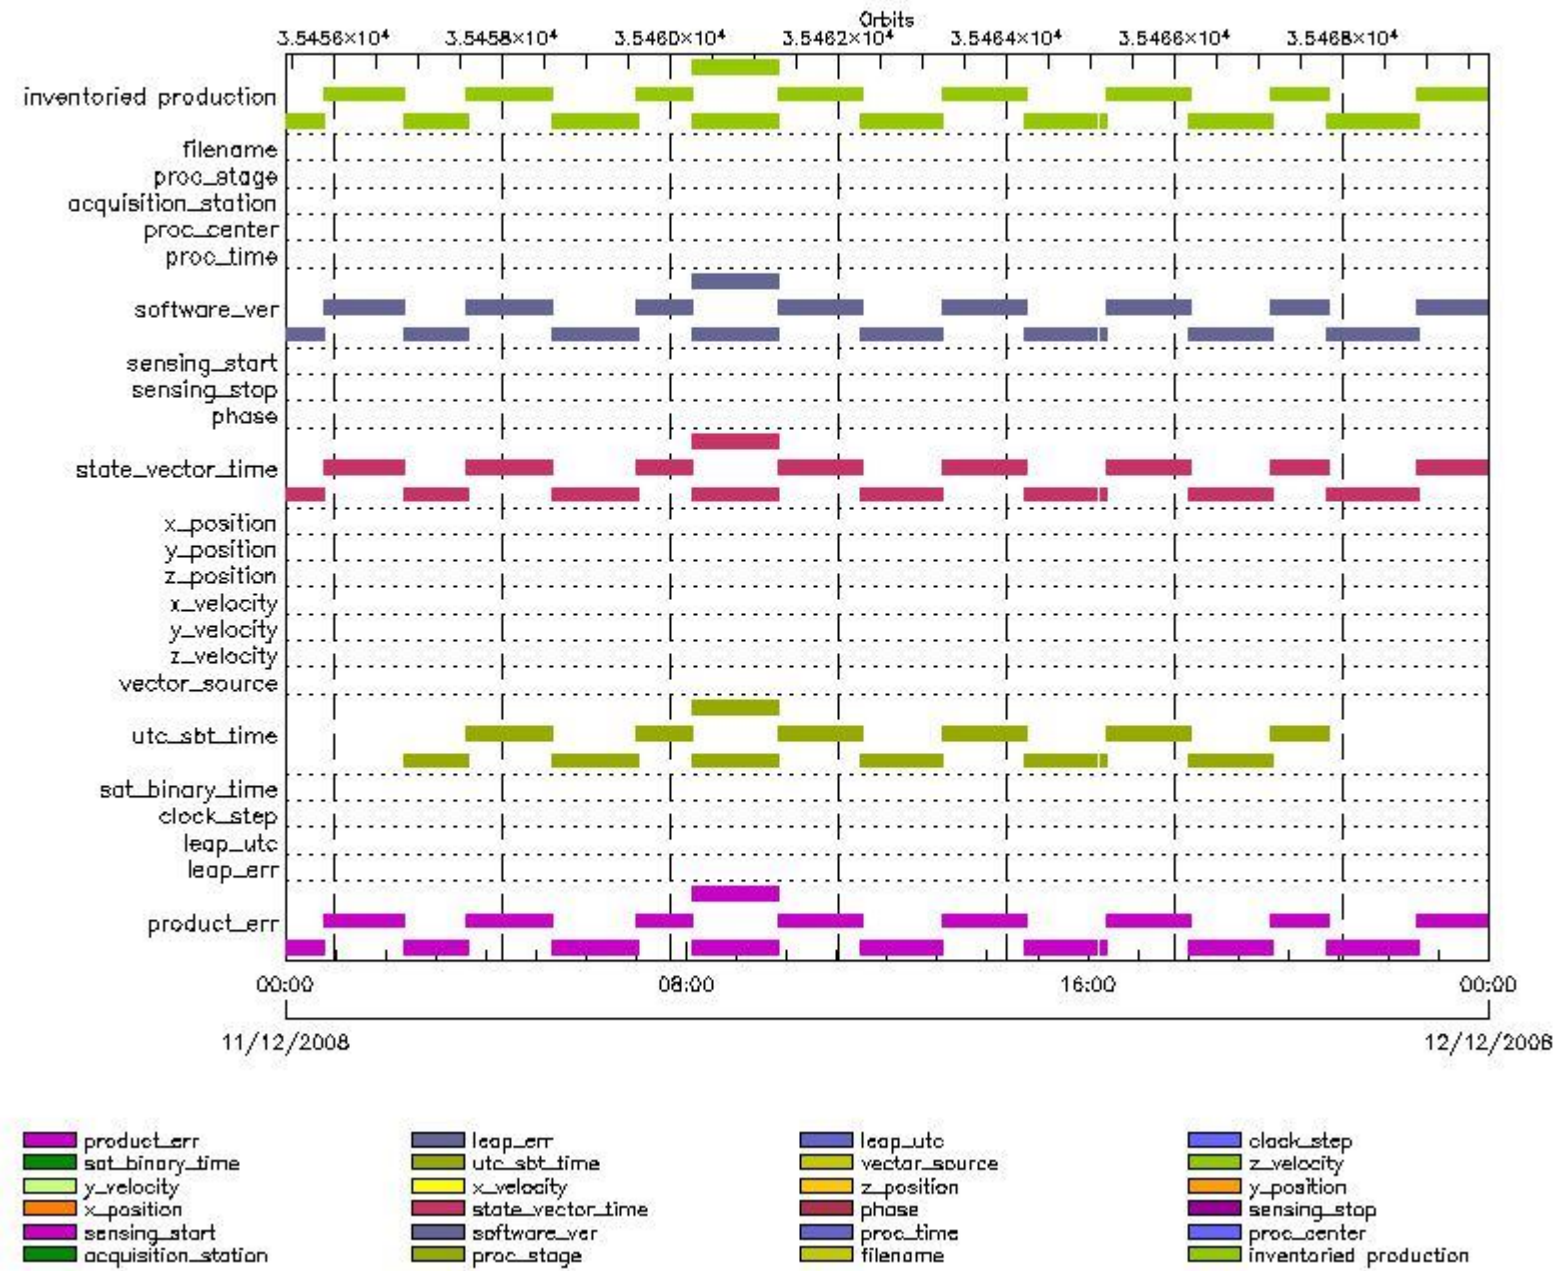 Orbits
3.5456×10⁴ 3.5458×10⁴ 3.5460×10⁴ 3.5462×10⁴ 3.5464×10⁴ 3.5466×10⁴ 3.5468×10⁴
inventoried production
filename
proc_stage
acquisition_station
proc_center
proc_time
software_ver
sensing_start
sensing_stop
phase
state_vector_time
x_position
y_position
z_position
x_velocity
y_velocity
z_velocity
vector_source
utc_sbt_time
sat_binary_time
clock_step
leap_utc
leap_err
product_err
00:00 08:00 16:00 00:00
11/12/2008 12/12/2008
product_err leap_err leap_utc clock_step
sat_binary_time utc_sbt_time vector_source z_velocity
y_velocity x_velocity z_position y_position
x_position state_vector_time phase sensing_stop
sensing_start software_ver proc_time proc_center
acquisition_station proc_stage filename inventoried production